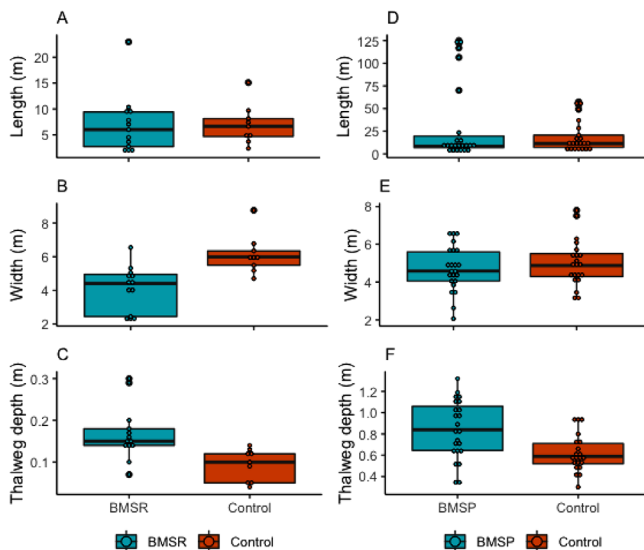 A
Length (m)
20
15
10
5
B
Width (m)
8
6
4
2
C
Thalweg depth (m)
0.3
0.2
0.1
BMSR Control
BMSR Control
D
Length (m)
125
100
75
50
25
0
E
Width (m)
8
6
4
2
F
Thalweg depth (m)
1.2
1.0
0.8
0.6
0.4
BMSP Control
BMSP Control